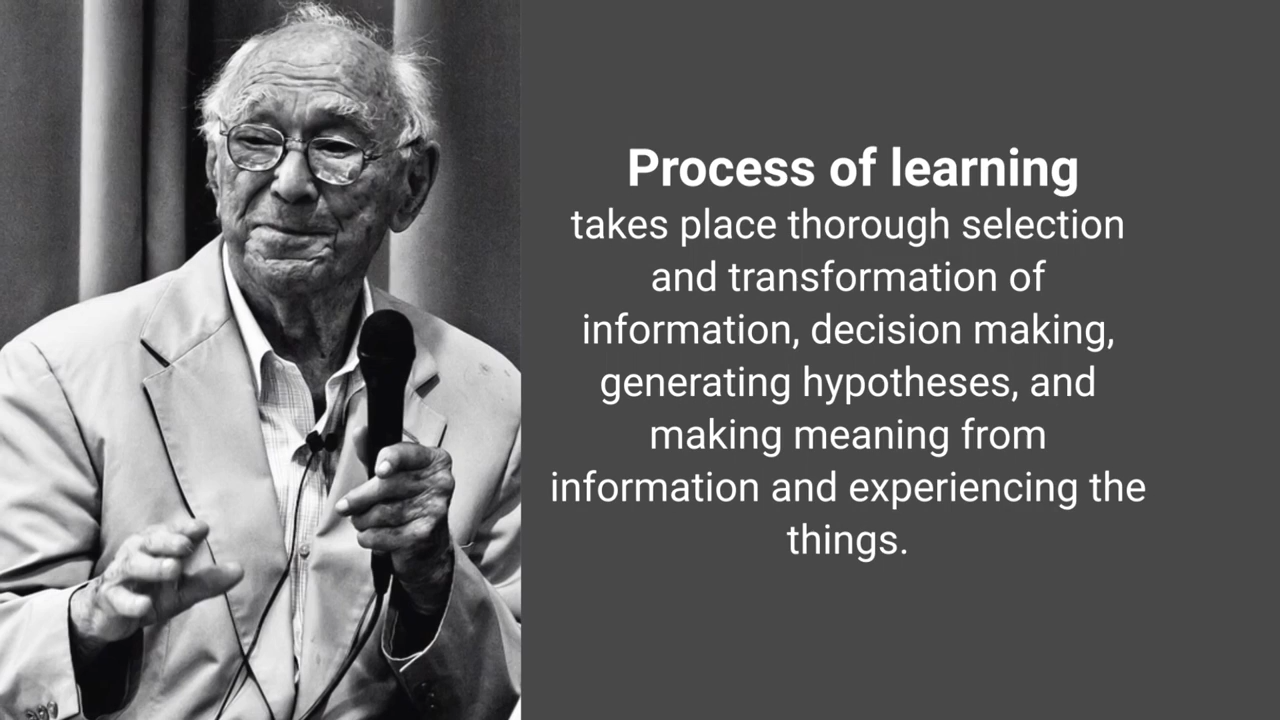 Process of learning
takes place thorough selection
and transformation of
information, decision making,
generating hypotheses, and
making meaning from
information and experiencing the
things.